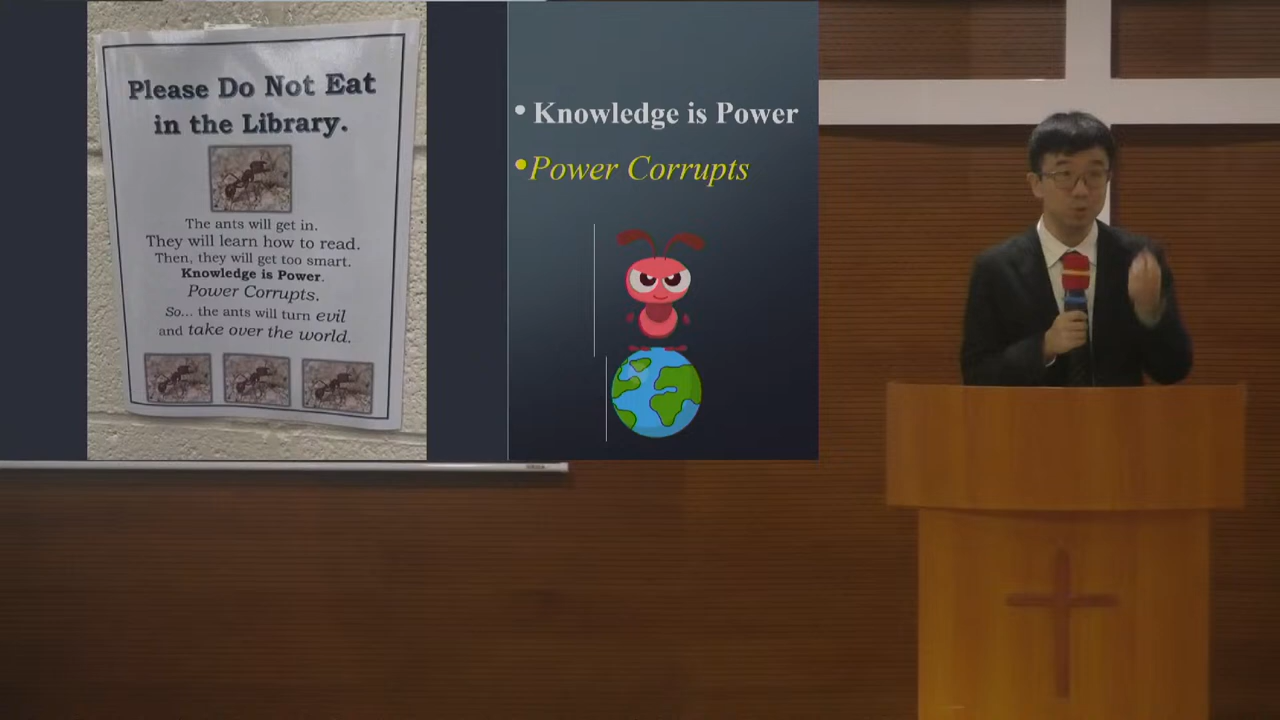 Please Do Not Eat
in the Library.
The ants will get in.
They will learn how to read.
Then, they will get too smart.
Knowledge is Power.
Power Corrupts.
So... the ants will turn evil
and take over the world.
• Knowledge is Power
• Power Corrupts